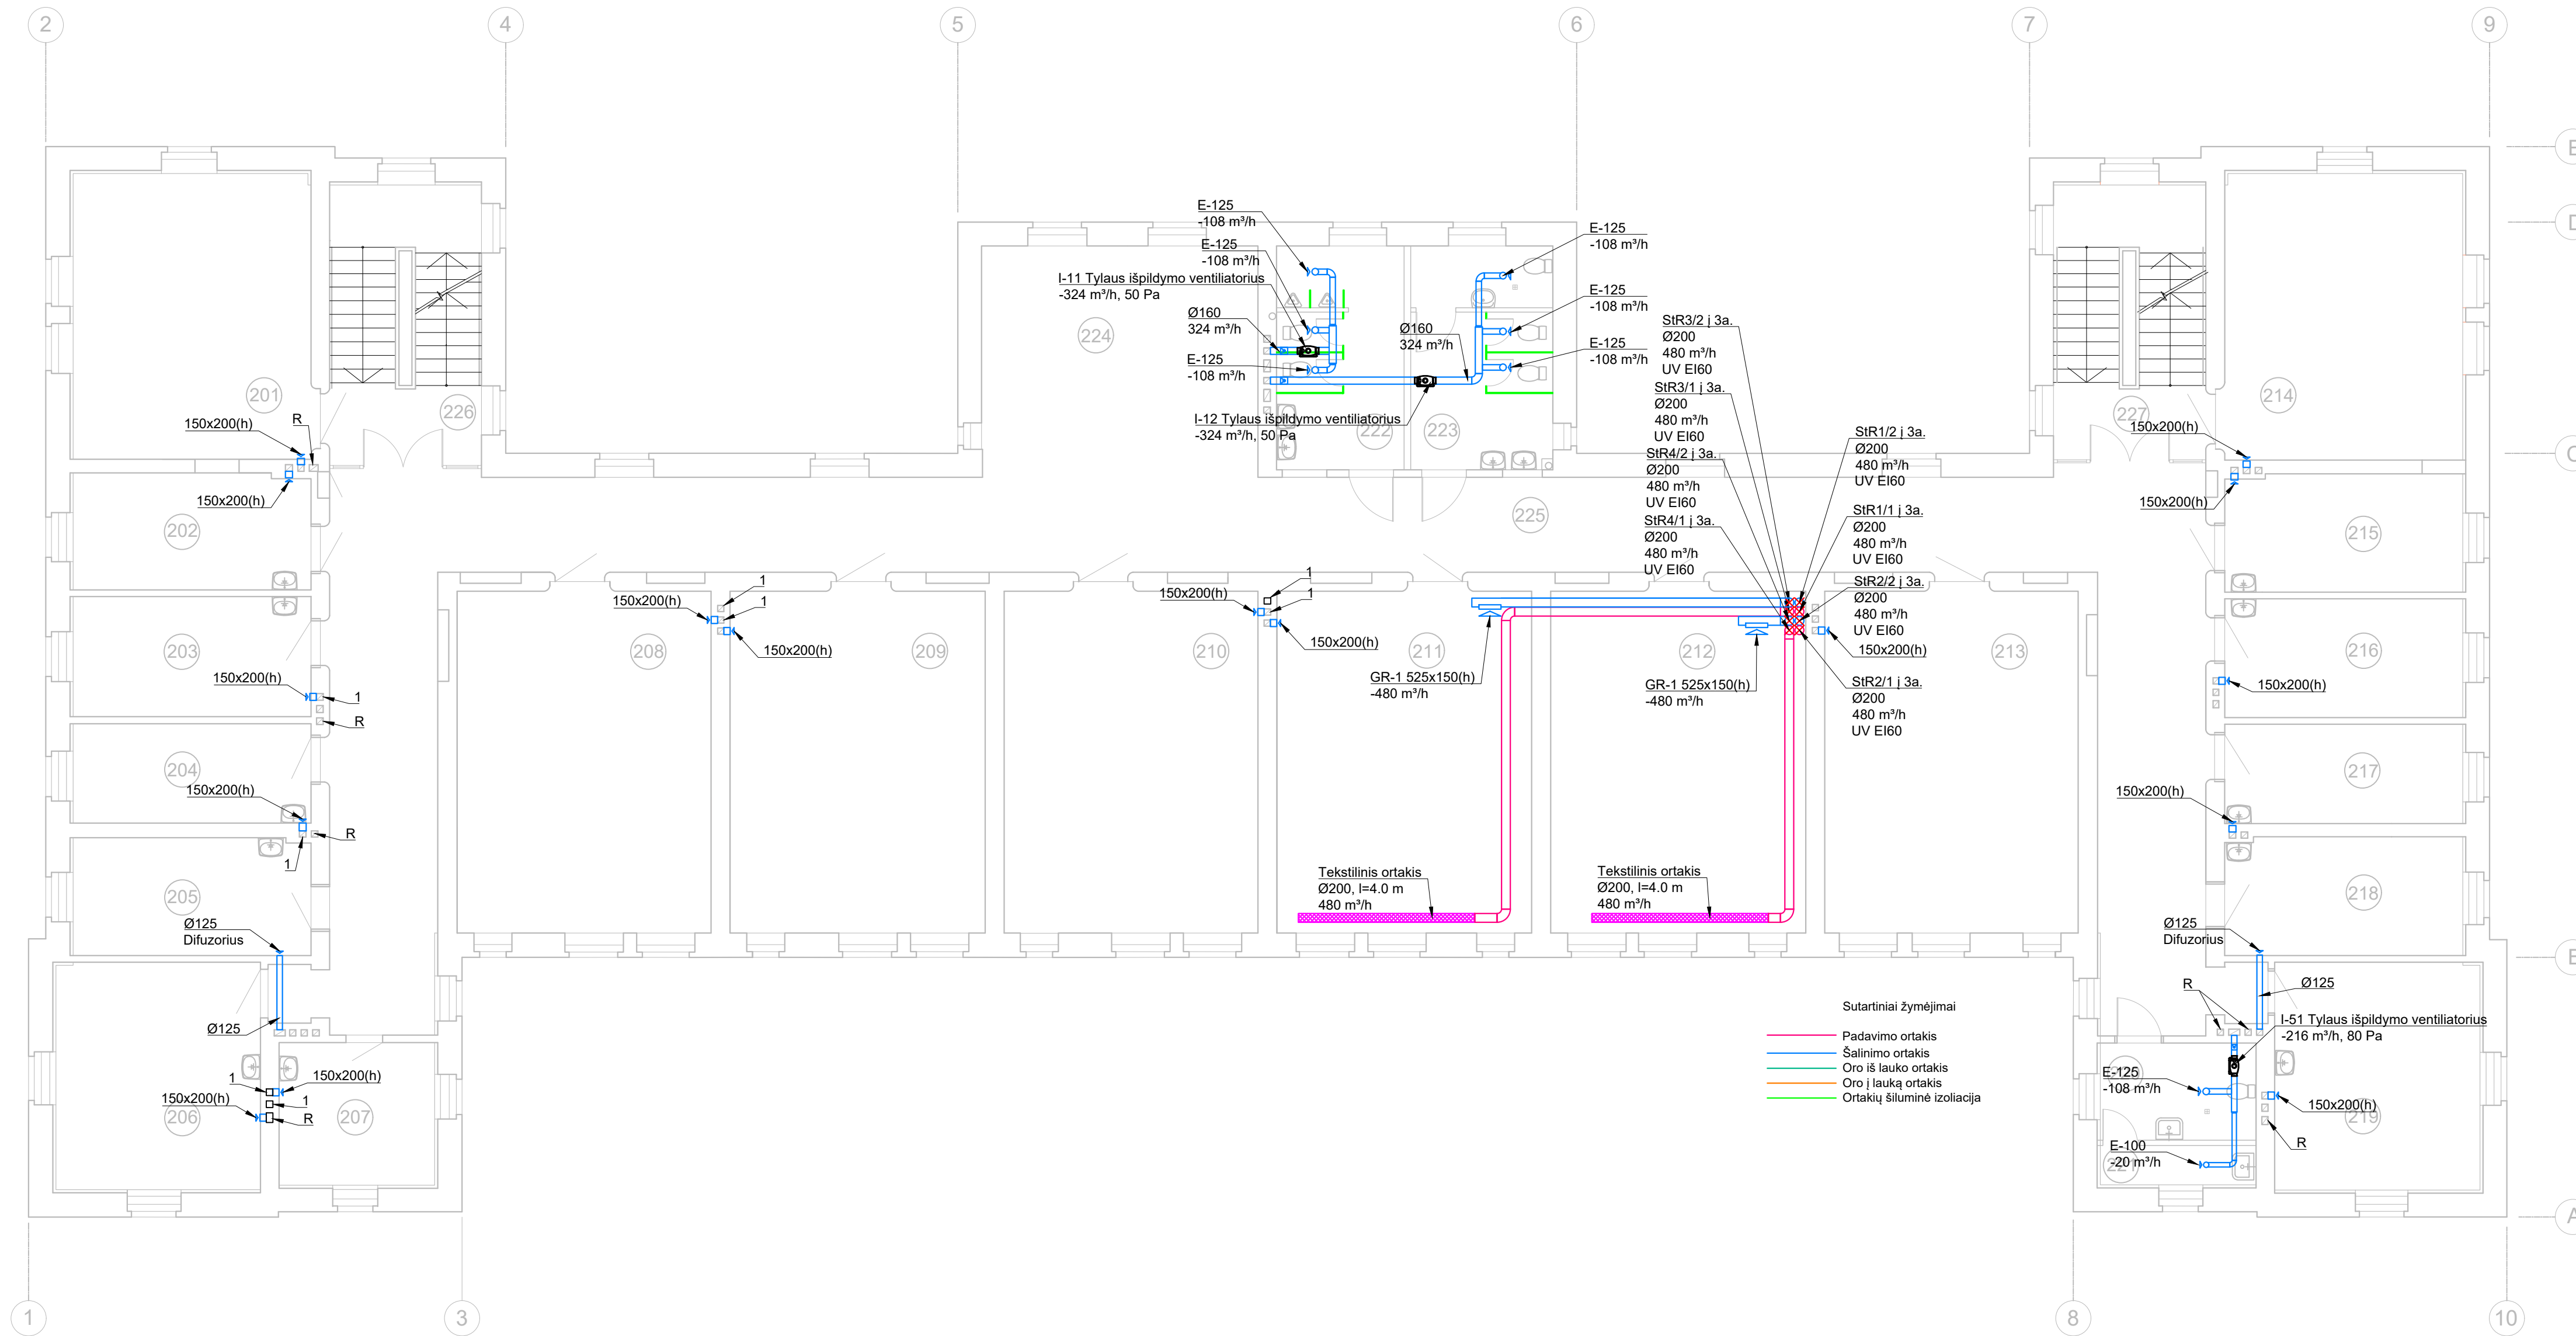 2
4
5
6
7
9
E
D
C
B
A
E-125
-108 m³/h
E-125
-108 m³/h
I-11 Tylaus išpildymo ventiliatorius
-324 m³/h, 50 Pa
Ø160
324 m³/h
E-125
-108 m³/h
I-12 Tylaus išpildymo ventiliatorius
-324 m³/h, 50 Pa
Ø160
324 m³/h
E-125
-108 m³/h
E-125
-108 m³/h
E-125
-108 m³/h
StR3/2 į 3a.
Ø200
480 m³/h
UV EI60
StR3/1 į 3a.
Ø200
480 m³/h
UV EI60
StR4/2 į 3a.
Ø200
480 m³/h
UV EI60
StR4/1 į 3a.
Ø200
480 m³/h
UV EI60
StR1/2 į 3a.
Ø200
480 m³/h
UV EI60
StR1/1 į 3a.
Ø200
480 m³/h
UV EI60
StR2/2 į 3a.
Ø200
480 m³/h
UV EI60
StR2/1 į 3a.
Ø200
480 m³/h
UV EI60
224
222
223
225
201
226
150x200(h)
R
150x200(h)
202
203
150x200(h)
1
R
204
150x200(h)
R
1
205
Ø125
Difuzorius
Ø125
206
207
1
150x200(h)
150x200(h)
1
R
208
150x200(h)
1
1
150x200(h)
209
210
150x200(h)
1
1
150x200(h)
211
GR-1 525x150(h)
-480 m³/h
212
GR-1 525x150(h)
-480 m³/h
150x200(h)
213
Tekstilinis ortakis
Ø200, l=4.0 m
480 m³/h
Tekstilinis ortakis
Ø200, l=4.0 m
480 m³/h
227
214
150x200(h)
150x200(h)
215
216
150x200(h)
217
150x200(h)
218
Ø125
Difuzorius
R
Ø125
I-51 Tylaus išpildymo ventiliatorius
-216 m³/h, 80 Pa
E-125
-108 m³/h
150x200(h)
219
R
E-100
-20 m³/h
Sutartiniai žymėjimai
Padavimo ortakis
Šalinimo ortakis
Oro iš lauko ortakis
Oro į lauką ortakis
Ortakių šiluminė izoliacija
1
3
8
10